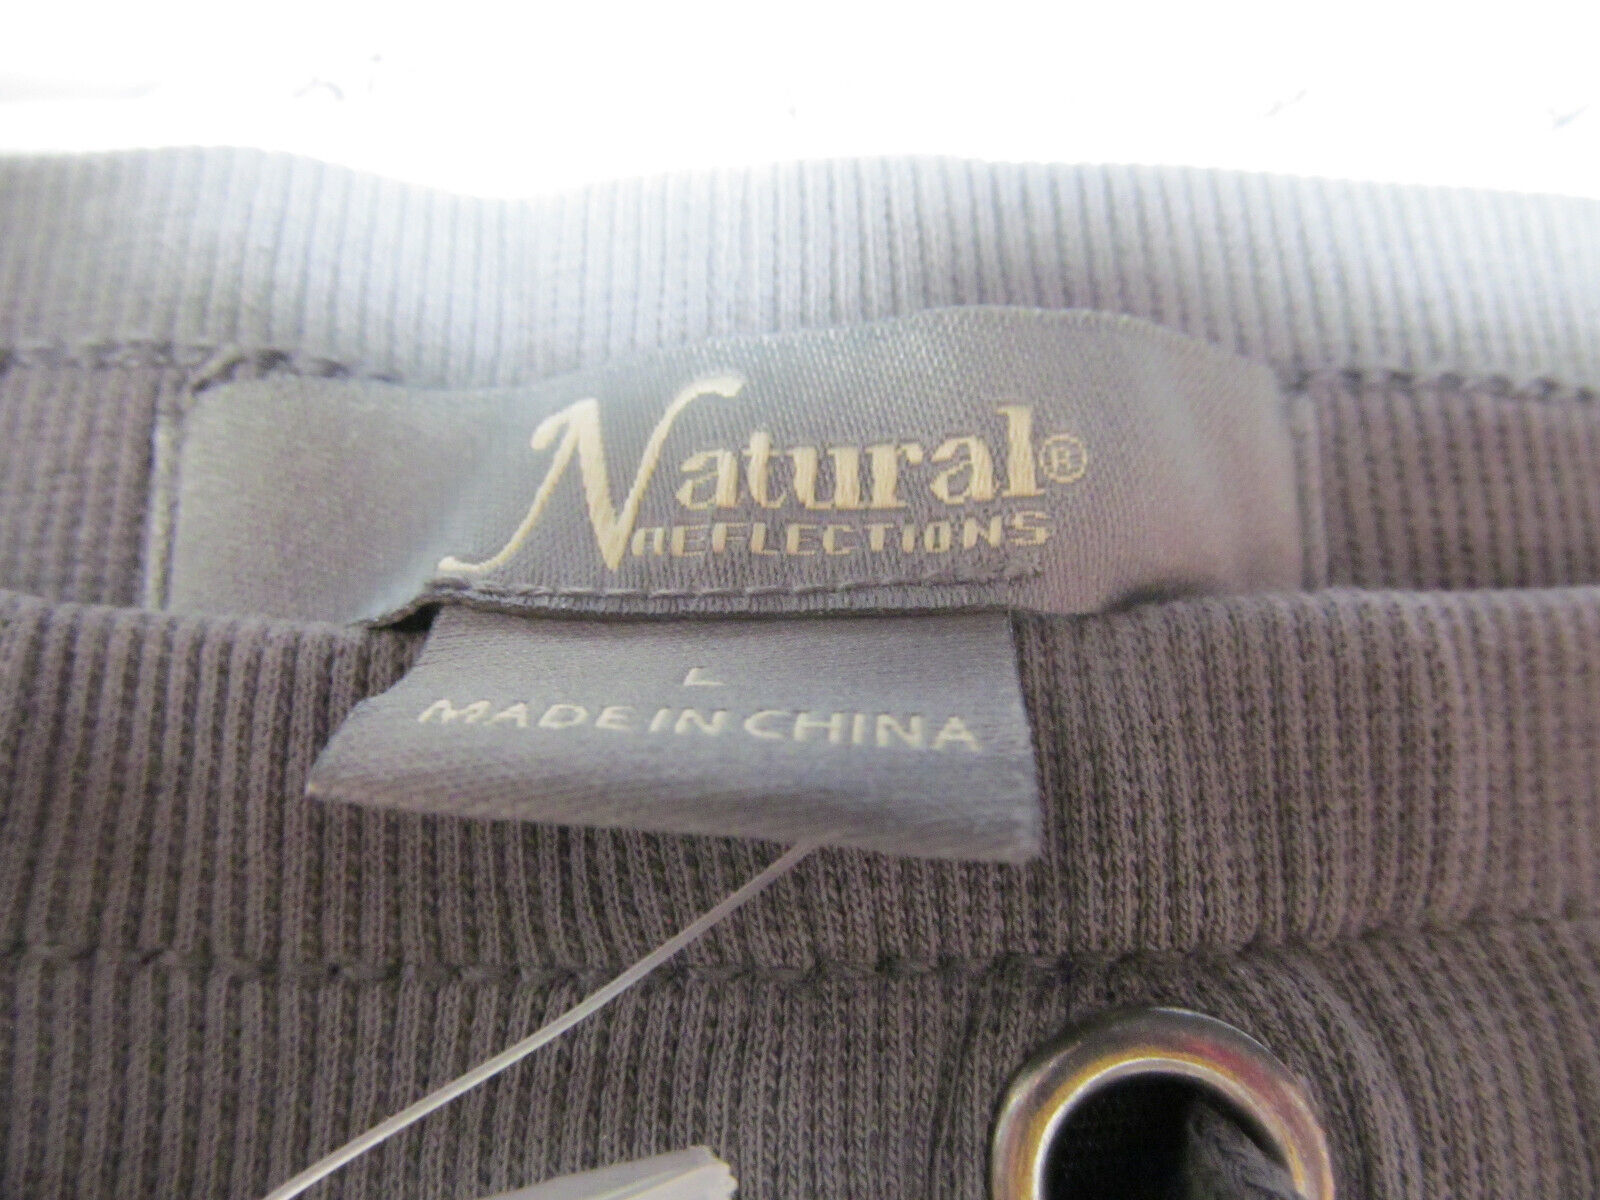 Natural®
REFLECTIONS
L
MADE IN CHINA